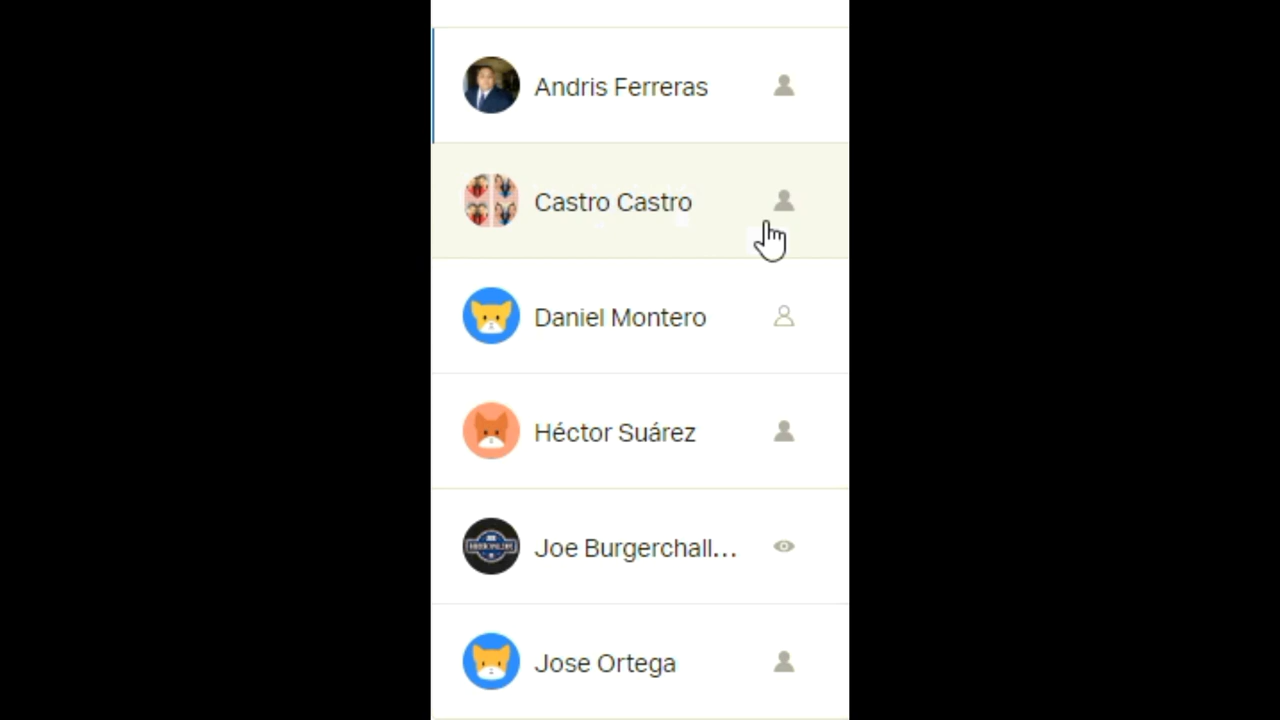 Andris Ferreras
Castro Castro
Daniel Montero
Héctor Suárez
Joe Burgerchall...
Jose Ortega